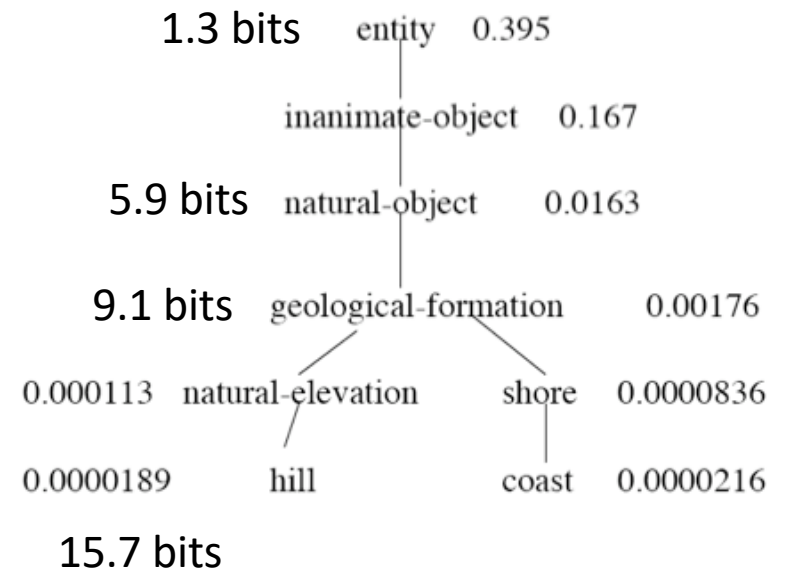 1.3 bits entity 0.395
inanimate-object 0.167
5.9 bits natural-object 0.0163
9.1 bits geological-formation 0.00176
0.000113 natural-elevation shore 0.0000836
0.0000189 hill coast 0.0000216
15.7 bits